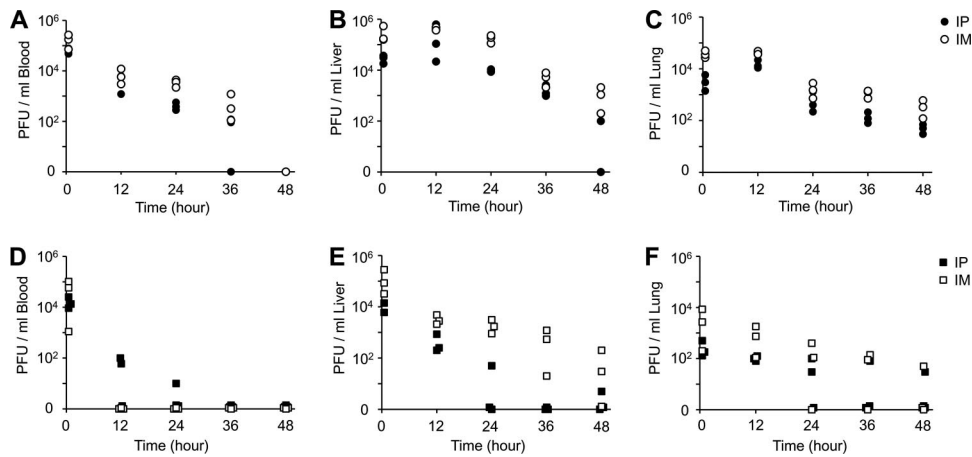 A
PFU / ml Blood
10⁶
10⁴
10²
0
0 12 24 36 48
Time (hour)
B
PFU / ml Liver
10⁶
10⁴
10²
0
0 12 24 36 48
Time (hour)
C
PFU / ml Lung
10⁶
10⁴
10²
0
0 12 24 36 48
Time (hour)
IP
IM
D
PFU / ml Blood
10⁶
10⁴
10²
0
0 12 24 36 48
Time (hour)
E
PFU / ml Liver
10⁶
10⁴
10²
0
0 12 24 36 48
Time (hour)
F
PFU / ml Lung
10⁶
10⁴
10²
0
0 12 24 36 48
Time (hour)
IP
IM